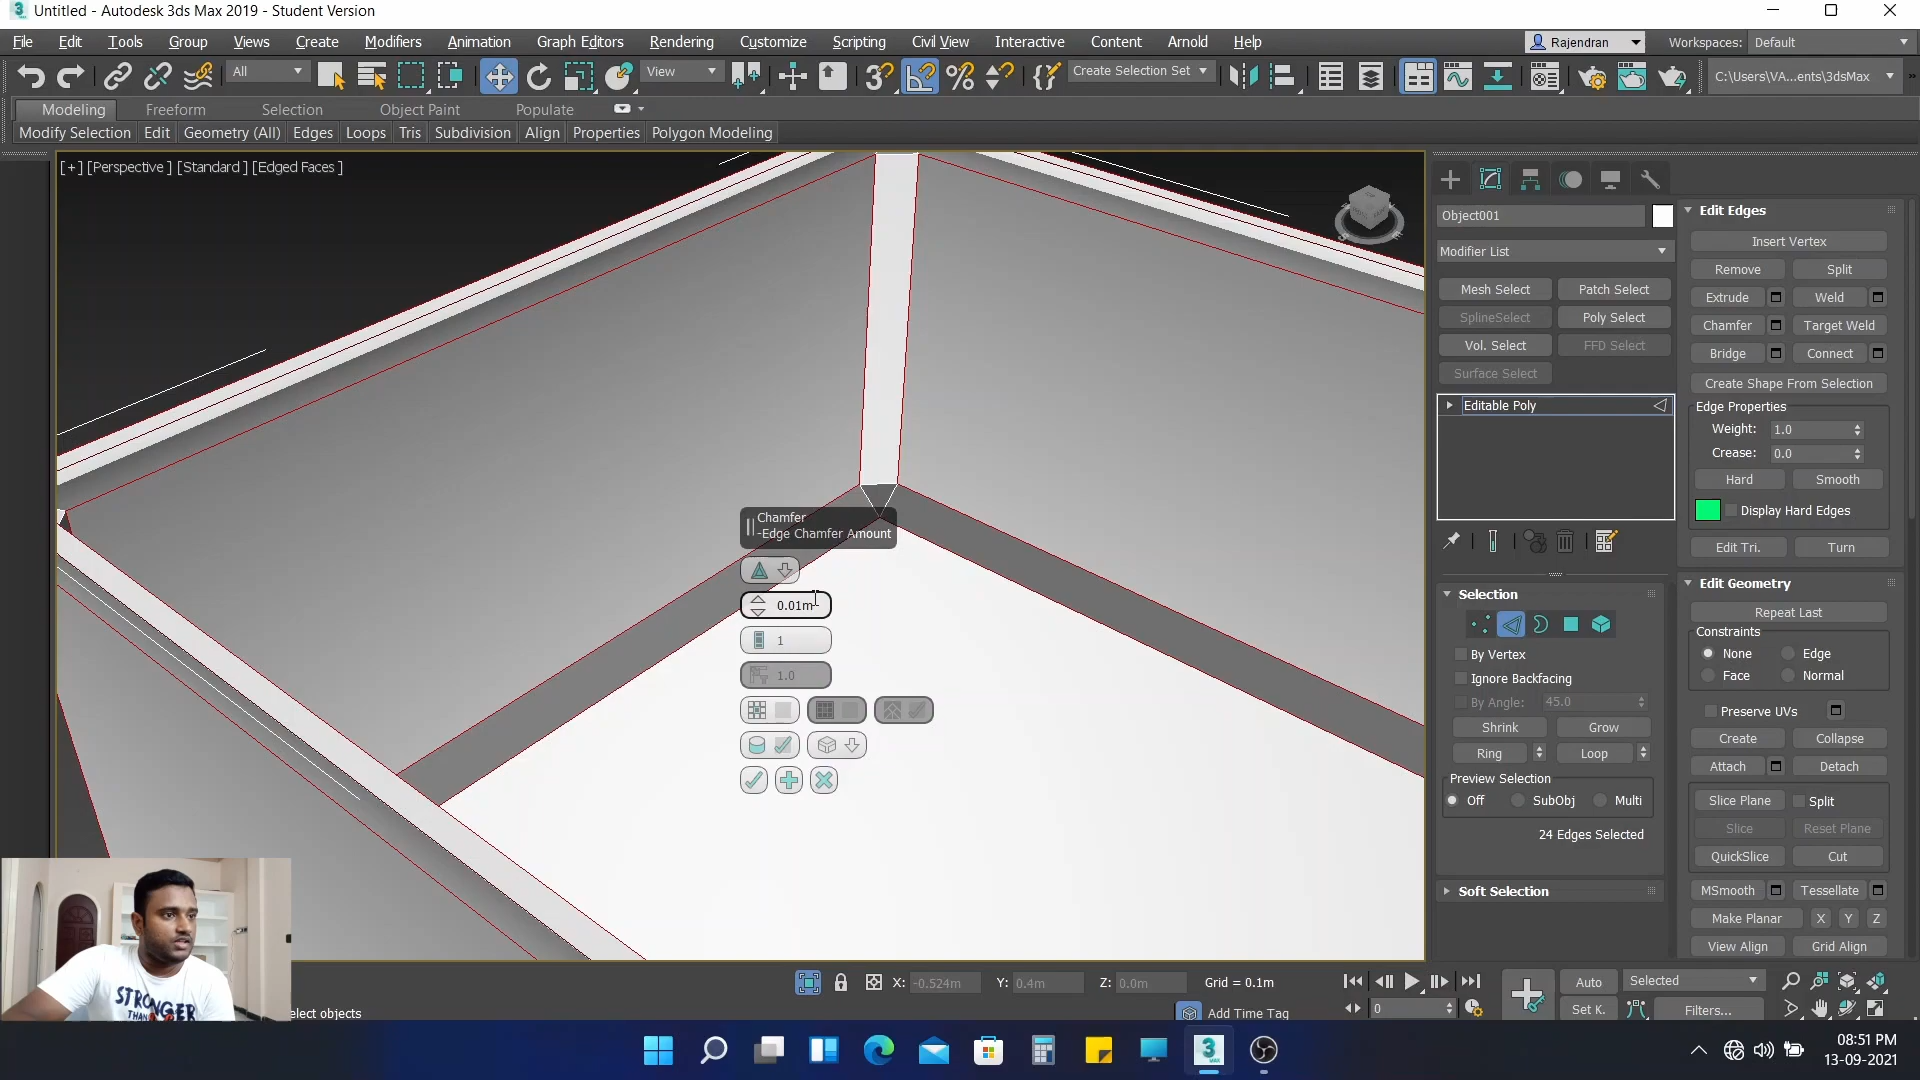 Untitled - Autodesk 3ds Max 2019 - Student Version
File Edit Tools Group Views Create Modifiers Animation Graph Editors Rendering Customize Scripting Civil View Interactive Content Arnold Help
Rajendran Workspaces: Default
All View Create Selection Set C:\Users\VA...ents\3dsMax
Modeling Freeform Selection Object Paint Populate
Modify Selection Edit Geometry (All) Edges Loops Tris Subdivision Align Properties Polygon Modeling
[+] [Perspective ] [Standard ] [Edged Faces ]
Chamfer
-Edge Chamfer Amount
0.01m
1
1.0
Object001
Modifier List
Mesh Select Patch Select
SplineSelect Poly Select
Vol. Select FFD Select
Surface Select
Editable Poly
Selection
By Vertex
Ignore Backfacing
By Angle: 45.0
Shrink Grow
Ring Loop
Preview Selection
Off SubObj Multi
24 Edges Selected
Soft Selection
Edit Edges
Insert Vertex
Remove Split
Extrude Weld
Chamfer Target Weld
Bridge Connect
Create Shape From Selection
Edge Properties
Weight: 1.0
Crease: 0.0
Hard Smooth
Display Hard Edges
Edit Tri. Turn
Edit Geometry
Repeat Last
Constraints
None Edge
Face Normal
Preserve UVs
Create Collapse
Attach Detach
Slice Plane Split
Slice Reset Plane
QuickSlice Cut
MSmooth Tessellate
Make Planar X Y Z
View Align Grid Align
STRONGER
X: -0.524m Y: 0.4m Z: 0.0m Grid = 0.1m
Auto Selected
elect objects
Add Time Tag
0
Set K. Filters...
3
MAX
08:51 PM
13-09-2021